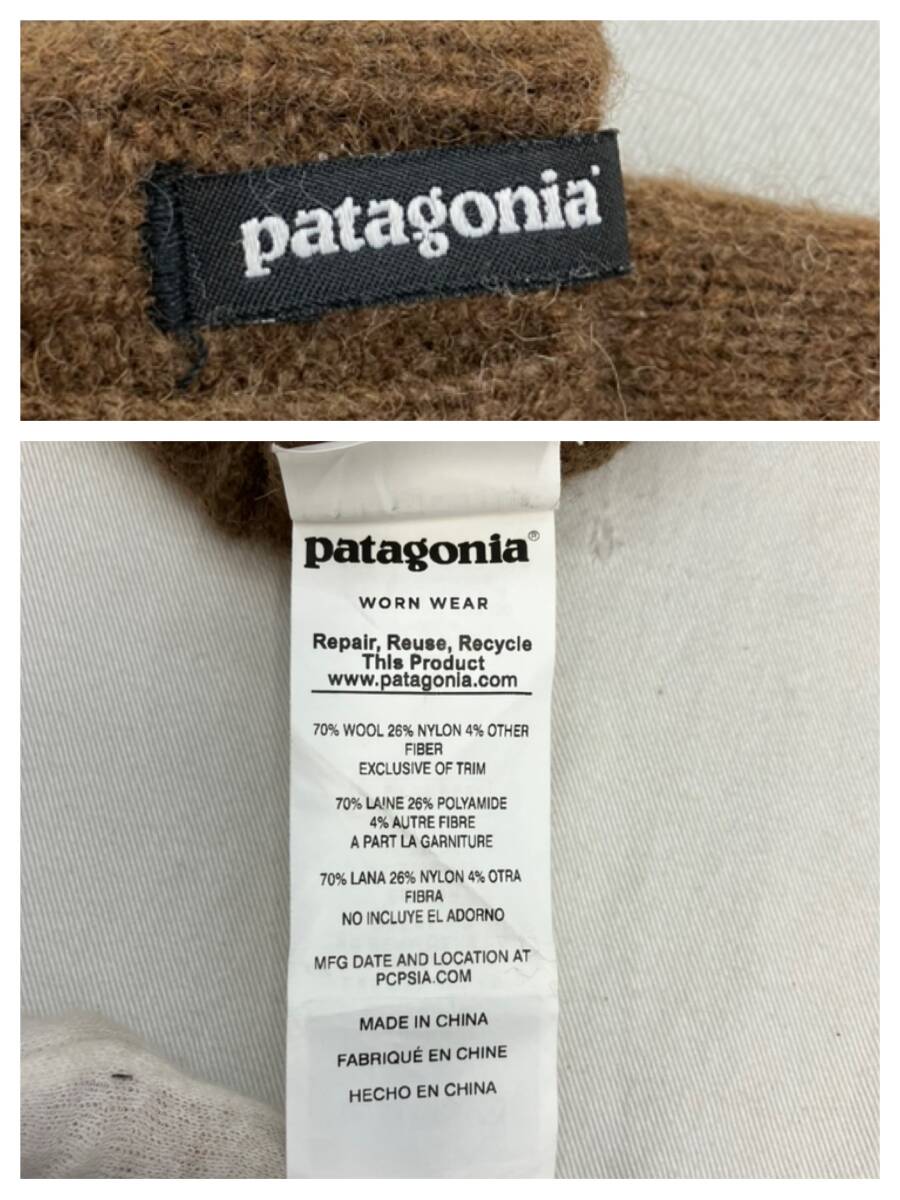 patagonia
patagonia®
WORN WEAR
Repair, Reuse, Recycle
This Product
www.patagonia.com
70% WOOL 26% NYLON 4% OTHER
FIBER
EXCLUSIVE OF TRIM
70% LAINE 26% POLYAMIDE
4% AUTRE FIBRE
A PART LA GARNITURE
70% LANA 26% NYLON 4% OTRA
FIBRA
NO INCLUYE EL ADORNO
MFG DATE AND LOCATION AT
PCPSIA.COM
MADE IN CHINA
FABRIQUÉ EN CHINE
HECHO EN CHINA